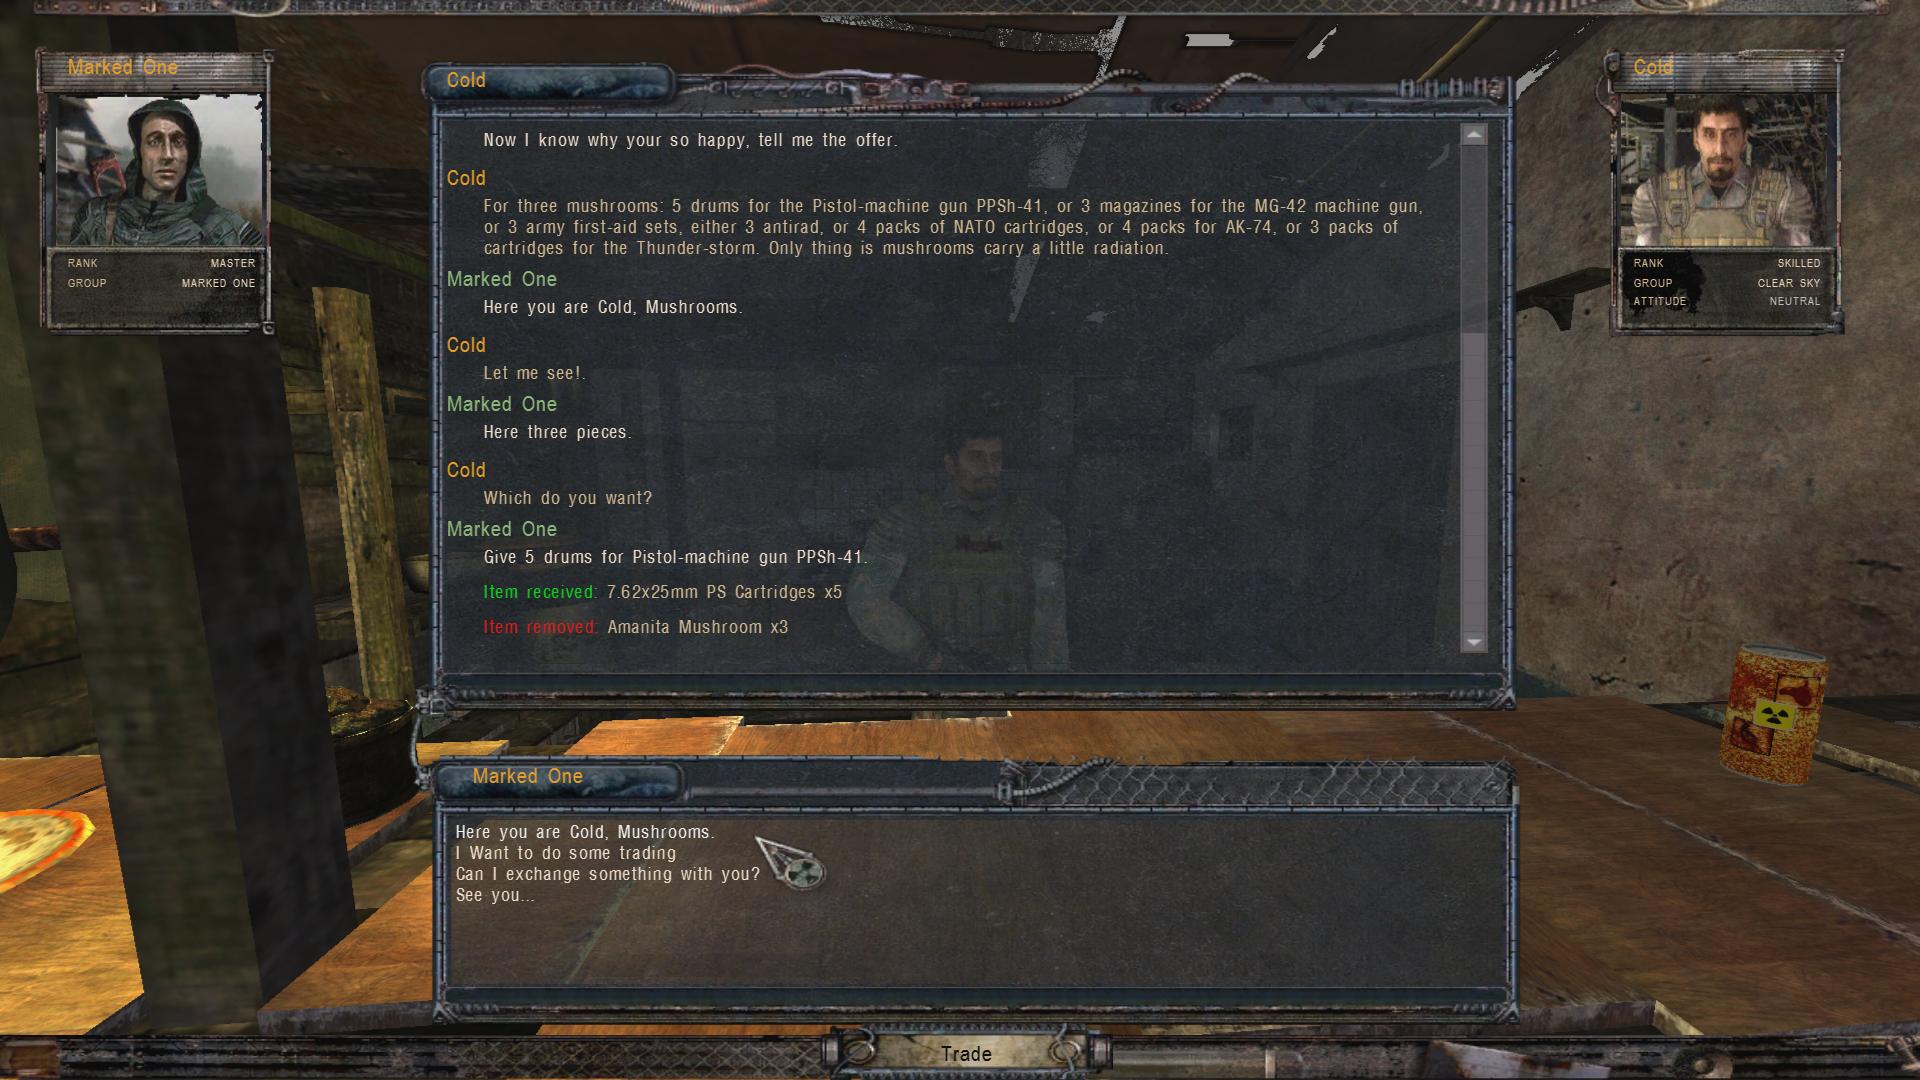 Marked One
RANK MASTER
GROUP MARKED ONE
Cold
Now I know why your so happy, tell me the offer.
Cold
For three mushrooms: 5 drums for the Pistol-machine gun PPSh-41, or 3 magazines for the MG-42 machine gun,
or 3 army first-aid sets, either 3 antirad, or 4 packs of NATO cartridges, or 4 packs for AK-74, or 3 packs of
cartridges for the Thunder-storm. Only thing is mushrooms carry a little radiation.
Marked One
Here you are Cold, Mushrooms.
Cold
Let me see!.
Marked One
Here three pieces.
Cold
Which do you want?
Marked One
Give 5 drums for Pistol-machine gun PPSh-41.
Item received: 7.62x25mm PS Cartridges x5
Item removed: Amanita Mushroom x3
Cold
RANK SKILLED
GROUP CLEAR SKY
ATTITUDE NEUTRAL
Marked One
Here you are Cold, Mushrooms.
I Want to do some trading
Can I exchange something with you?
See you...
Trade